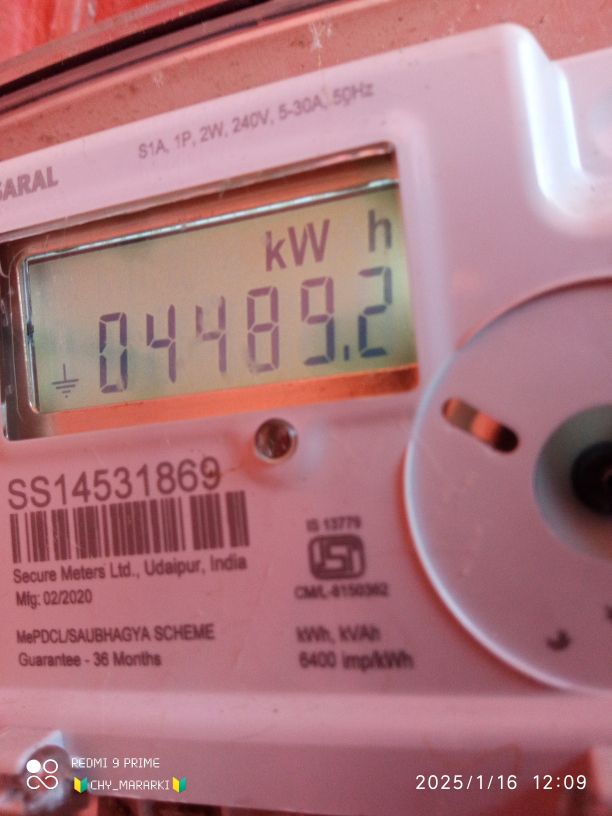 SARAL
S1A, 1P, 2W, 240V, 5-30A, 50Hz
kW h
04489.2
SS14531869
Secure Meters Ltd., Udaipur, India
Mfg: 02/2020
MePDCL/SAUBHAGYA SCHEME
Guarantee - 36 Months
IS 13779
CM/L-8150362
kWh, kVAh
6400 imp/kWh
REDMI 9 PRIME
🔰CHY_MARARKI🔰
2025/1/16 12:09